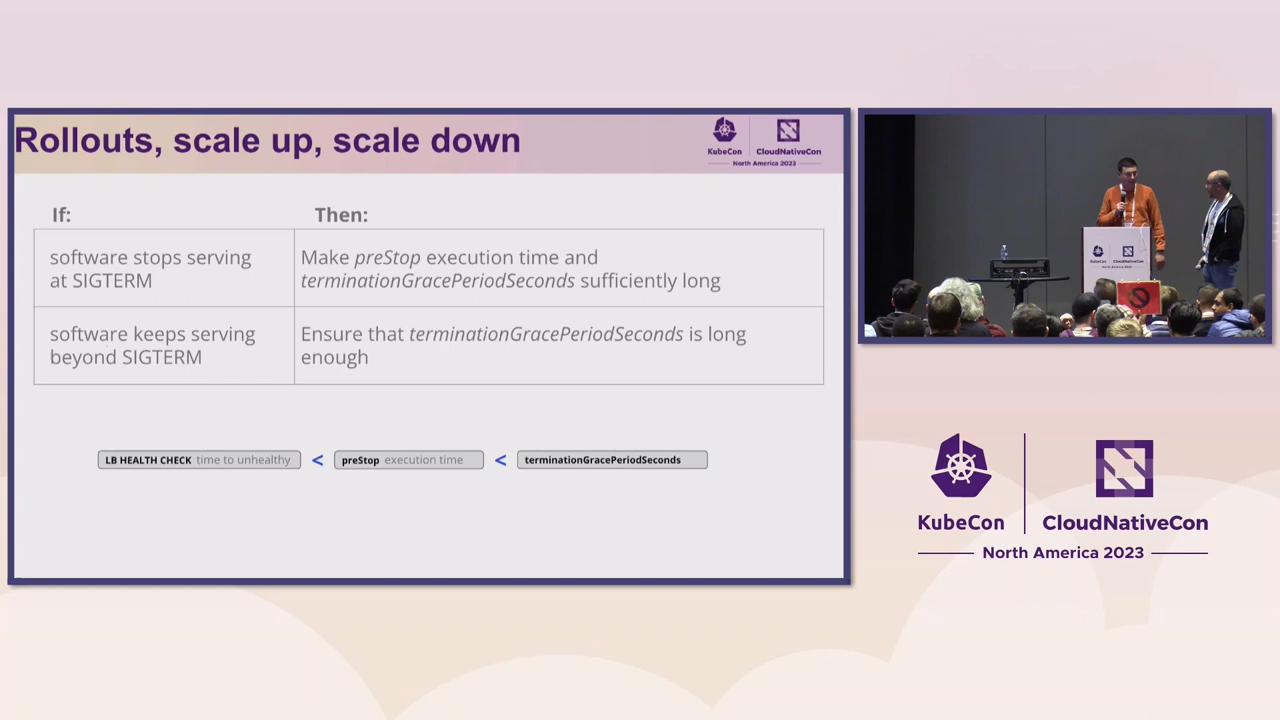 Rollouts, scale up, scale down
KubeCon
CloudNativeCon
North America 2023
If:
Then:
software stops serving
at SIGTERM
Make preStop execution time and
terminationGracePeriodSeconds sufficiently long
software keeps serving
beyond SIGTERM
Ensure that terminationGracePeriodSeconds is long
enough
LB HEALTH CHECK time to unhealthy < preStop execution time < terminationGracePeriodSeconds
KubeCon
CloudNativeCon
North America 2023